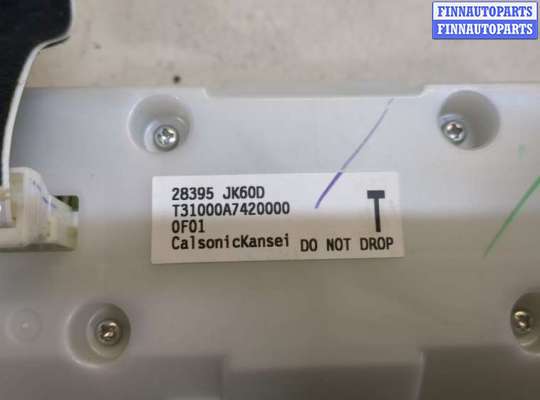 FINNAUTOPARTS
FINNAUTOPARTS
28395 JK60D
T31000A7420000
0F01
CalsonicKansei
T
DO NOT DROP